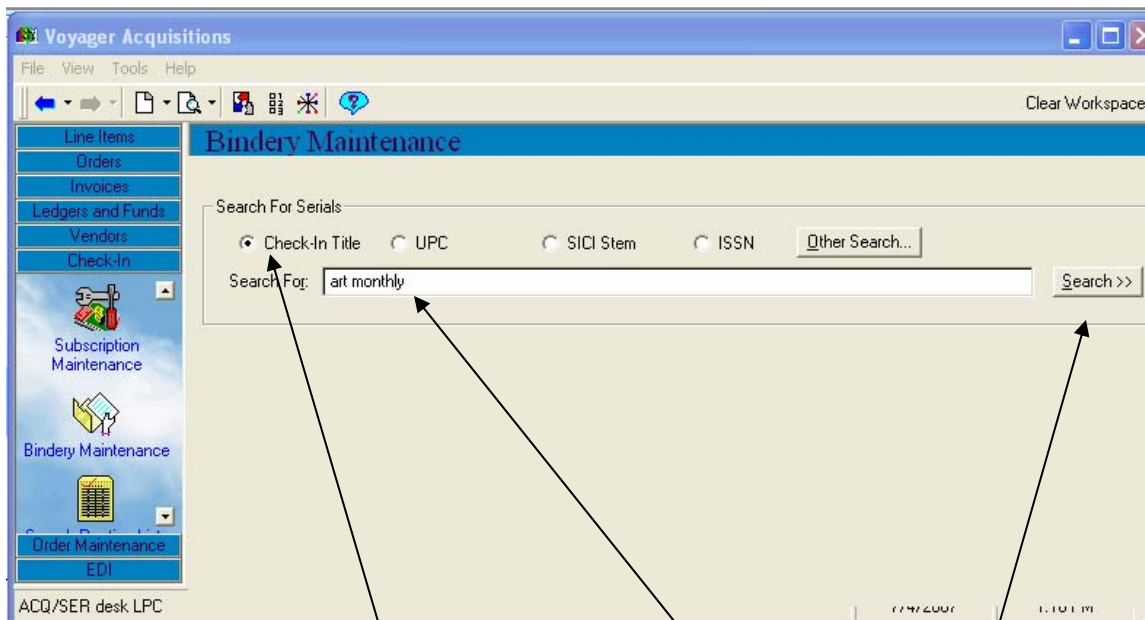 Voyager Acquisitions
File View Tools Help
Clear Workspace
Line Items
Orders
Invoices
Ledgers and Funds
Vendors
Check-In
Subscription
Maintenance
Bindery Maintenance
Order Maintenance
EDI
Bindery Maintenance
Search For Serials
Check-In Title UPC SICI Stem ISSN Other Search...
Search For: art monthly Search >>
ACQ/SER desk LPC